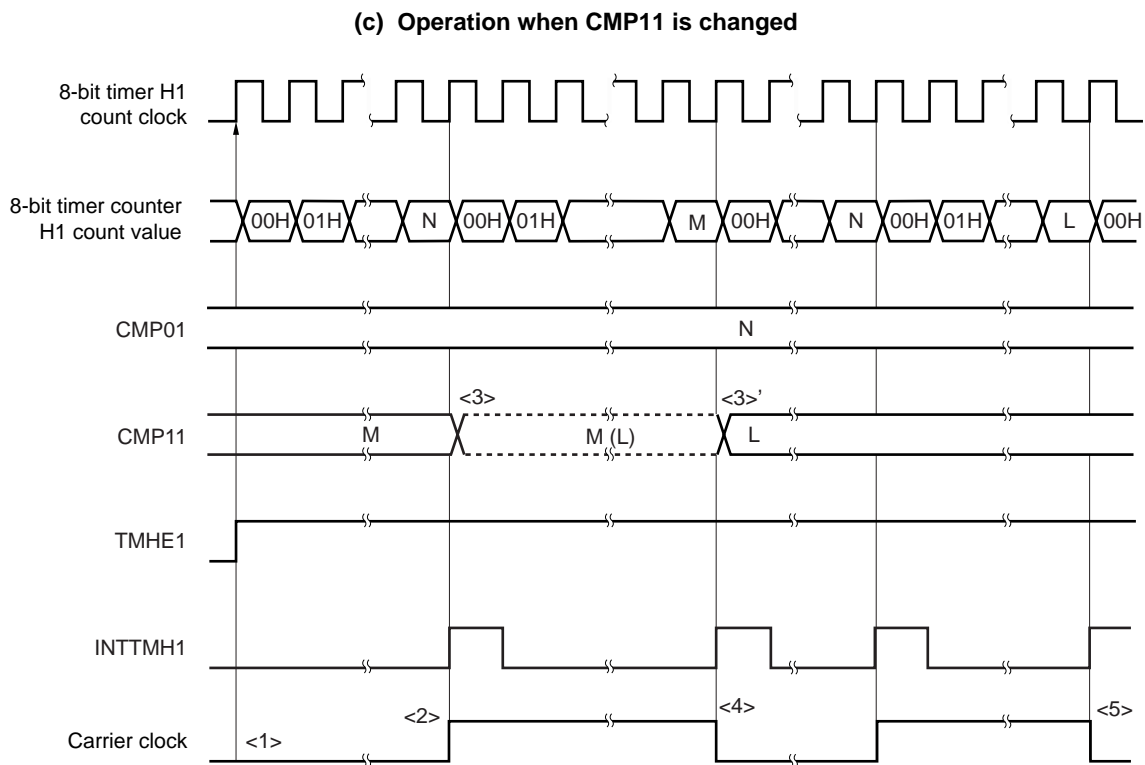 (c) Operation when CMP11 is changed
8-bit timer H1
count clock
8-bit timer counter
H1 count value
00H 01H N 00H 01H M 00H N 00H 01H L 00H
CMP01
N
<3> <3>’
CMP11
M M (L) L
TMHE1
INTTMH1
<2> <4> <5>
Carrier clock
<1>